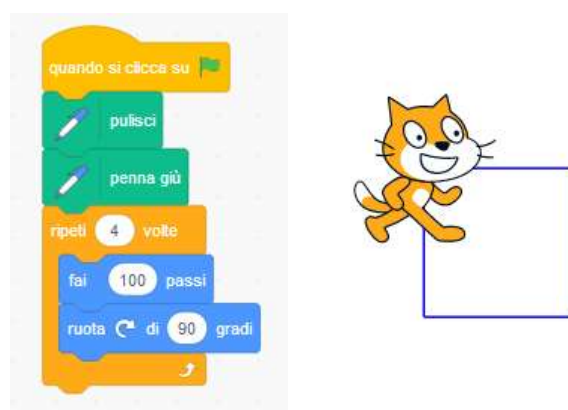 quando si clicca su
pulisci
penna giù
ripeti 4 volte
fai 100 passi
ruota di 90 gradi